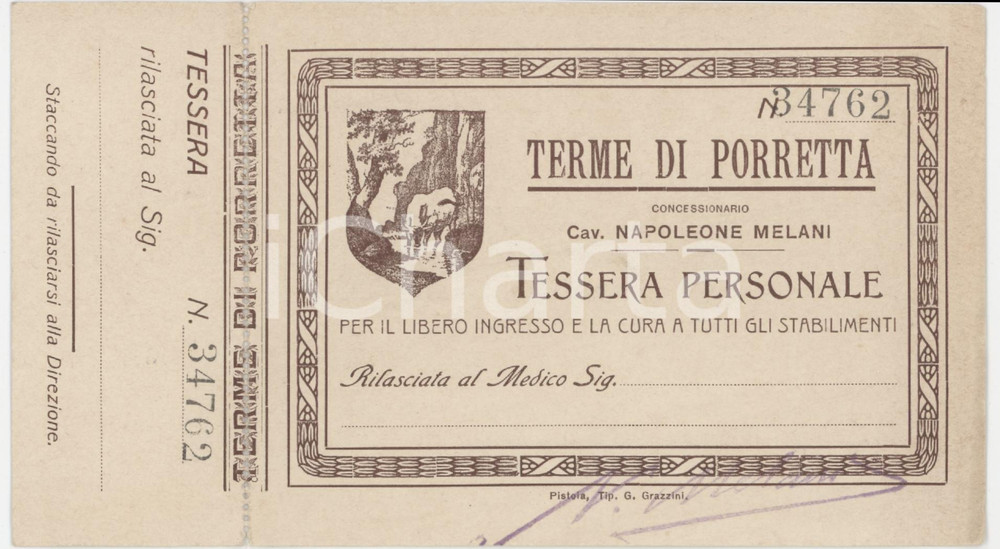 Staccando da rilasciarsi alla Direzione.
rilasciata al Sig.
TESSERA N. 34762
TERME DI PORRETTA
N 34762
TERME DI PORRETTA
CONCESSIONARIO
Cav. NAPOLEONE MELANI
TESSERA PERSONALE
PER IL LIBERO INGRESSO E LA CURA A TUTTI GLI STABILIMENTI
Rilasciata al Medico Sig.
Pistoia, Tip. G. Grazzini.
N. Melani
iCharta